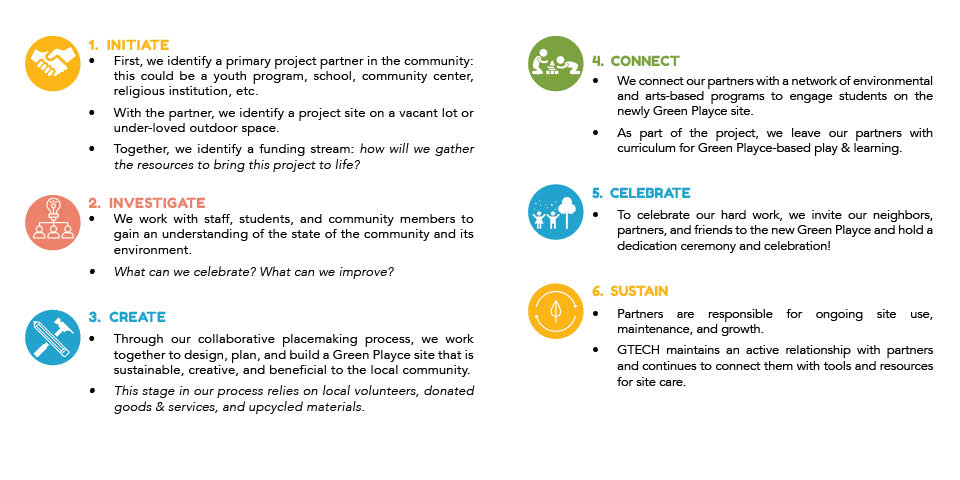 1. INITIATE
• First, we identify a primary project partner in the community:
this could be a youth program, school, community center,
religious institution, etc.
• With the partner, we identify a project site on a vacant lot or
under-loved outdoor space.
• Together, we identify a funding stream: how will we gather
the resources to bring this project to life?
2. INVESTIGATE
• We work with staff, students, and community members to
gain an understanding of the state of the community and its
environment.
• What can we celebrate? What can we improve?
3. CREATE
• Through our collaborative placemaking process, we work
together to design, plan, and build a Green Playce site that is
sustainable, creative, and beneficial to the local community.
• This stage in our process relies on local volunteers, donated
goods & services, and upcycled materials.
4. CONNECT
• We connect our partners with a network of environmental
and arts-based programs to engage students on the
newly Green Playce site.
• As part of the project, we leave our partners with
curriculum for Green Playce-based play & learning.
5. CELEBRATE
• To celebrate our hard work, we invite our neighbors,
partners, and friends to the new Green Playce and hold a
dedication ceremony and celebration!
6. SUSTAIN
• Partners are responsible for ongoing site use,
maintenance, and growth.
• GTECH maintains an active relationship with partners
and continues to connect them with tools and resources
for site care.